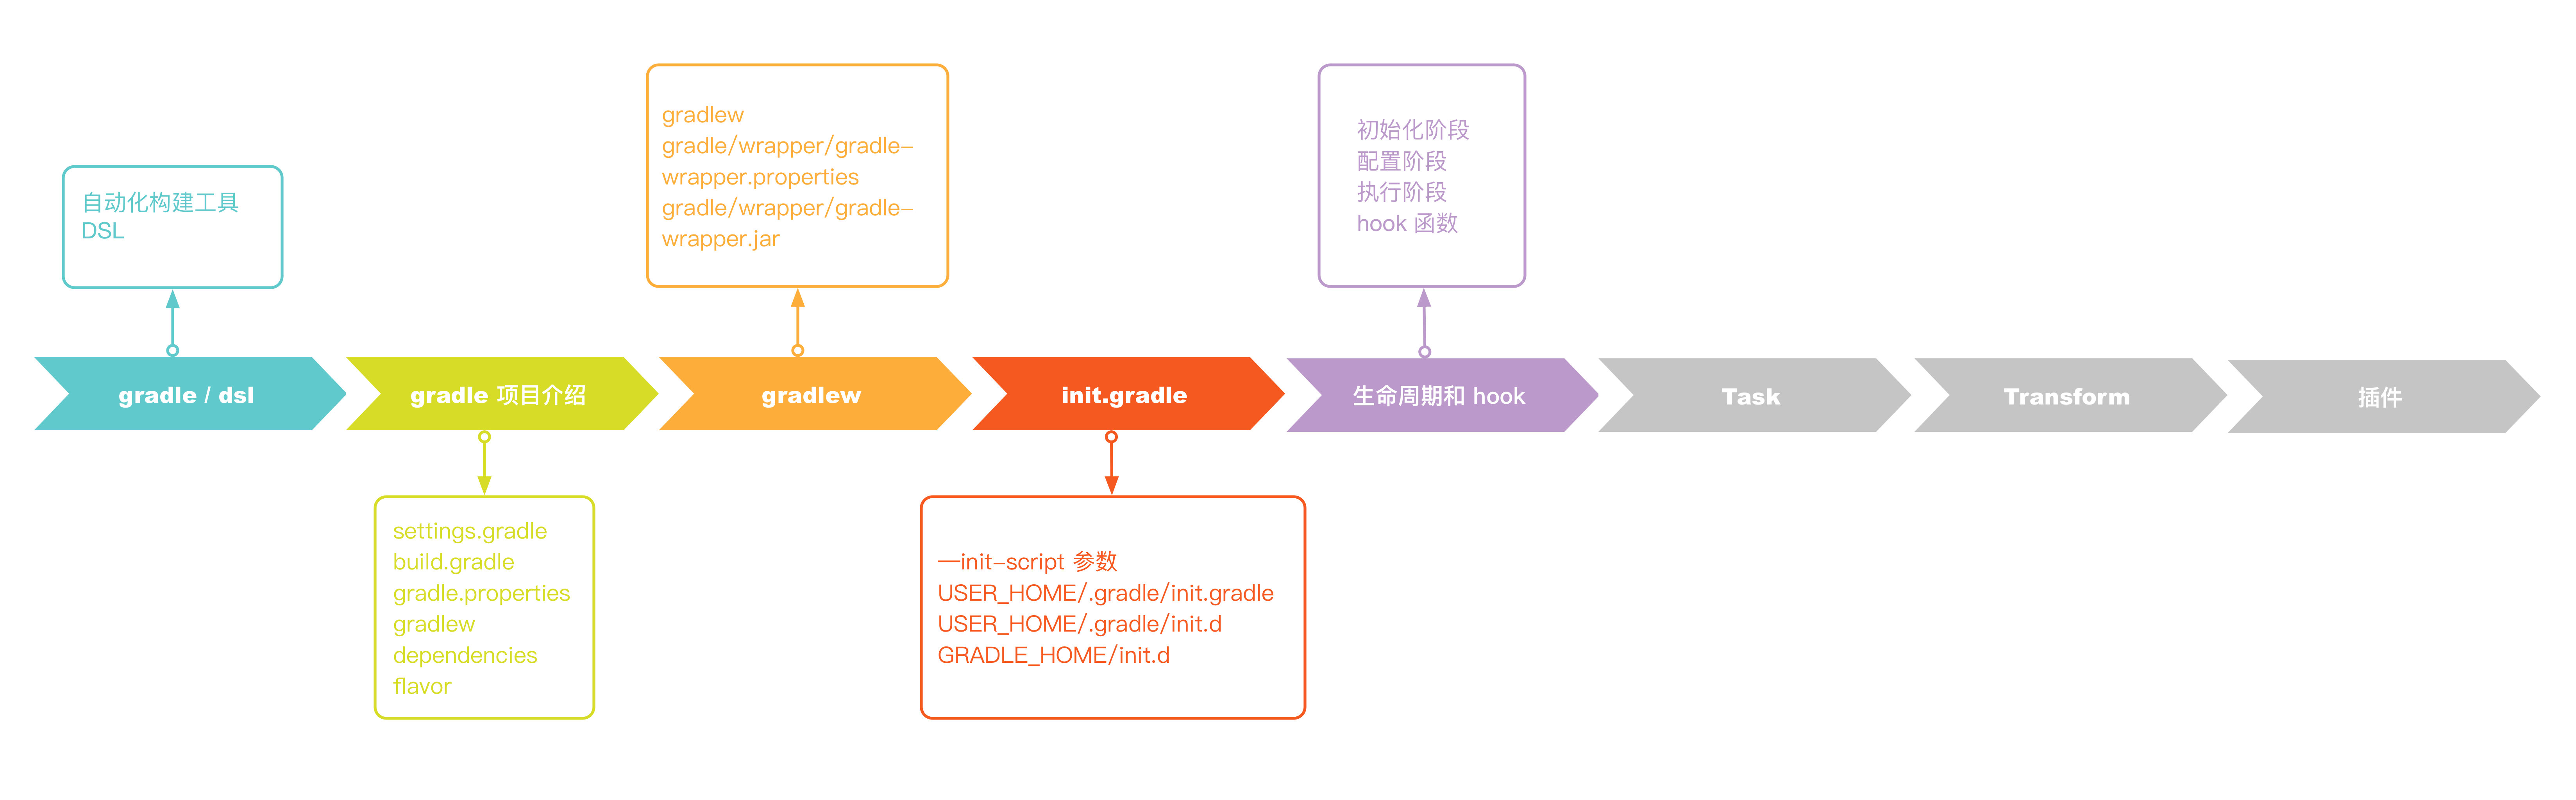 gradlew
gradle/wrapper/gradle-
wrapper.properties
gradle/wrapper/gradle-
wrapper.jar
初始化阶段
配置阶段
执行阶段
hook 函数
自动化构建工具
DSL
gradle / dsl
gradle 项目介绍
gradlew
init.gradle
生命周期和 hook
Task
Transform
插件
settings.gradle
build.gradle
gradle.properties
gradlew
dependencies
flavor
—init-script 参数
USER_HOME/.gradle/init.gradle
USER_HOME/.gradle/init.d
GRADLE_HOME/init.d